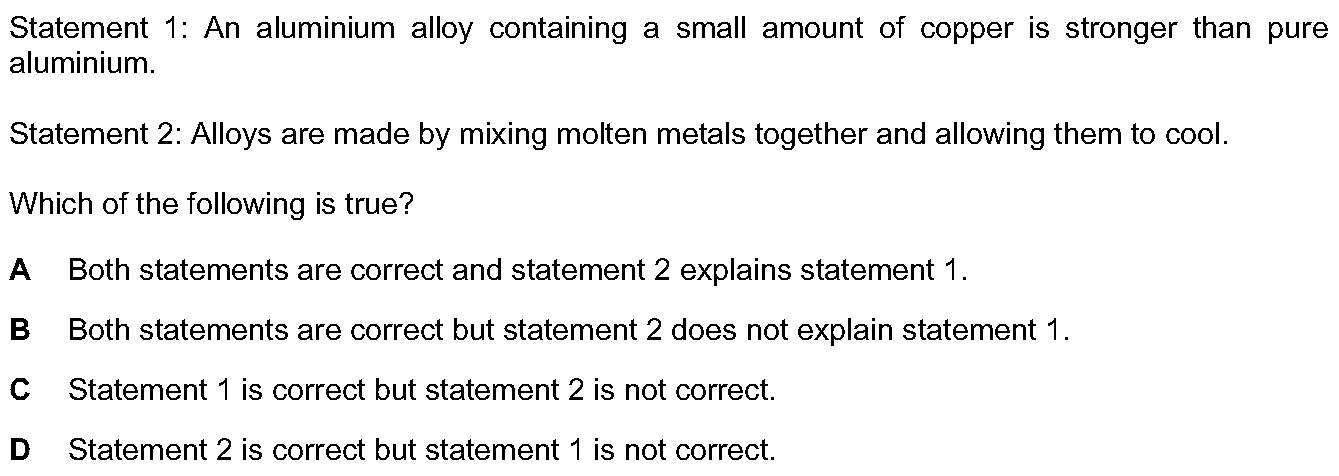 Statement 1: An aluminium alloy containing a small amount of copper is stronger than pure
aluminium.
Statement 2: Alloys are made by mixing molten metals together and allowing them to cool.
Which of the following is true?
A Both statements are correct and statement 2 explains statement 1.
B Both statements are correct but statement 2 does not explain statement 1.
C Statement 1 is correct but statement 2 is not correct.
D Statement 2 is correct but statement 1 is not correct.